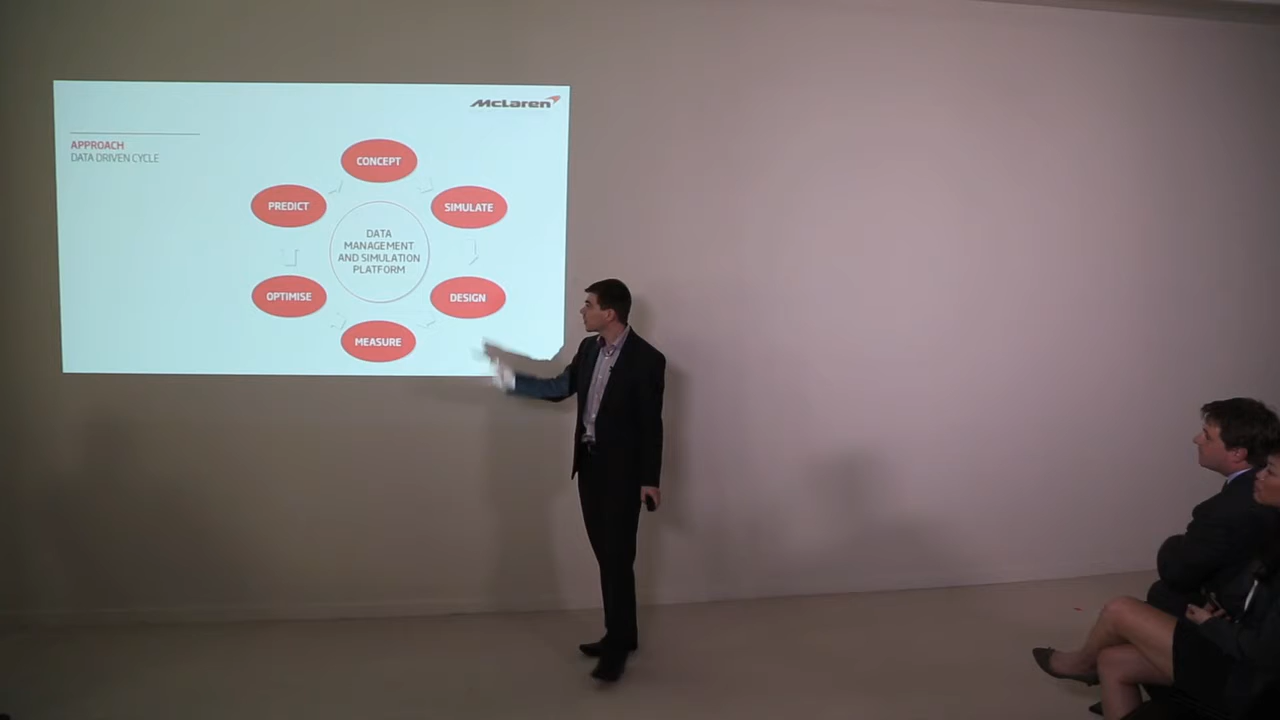 McLaren
APPROACH
DATA DRIVEN CYCLE
CONCEPT
SIMULATE
DESIGN
MEASURE
OPTIMISE
PREDICT
DATA
MANAGEMENT
AND SIMULATION
PLATFORM